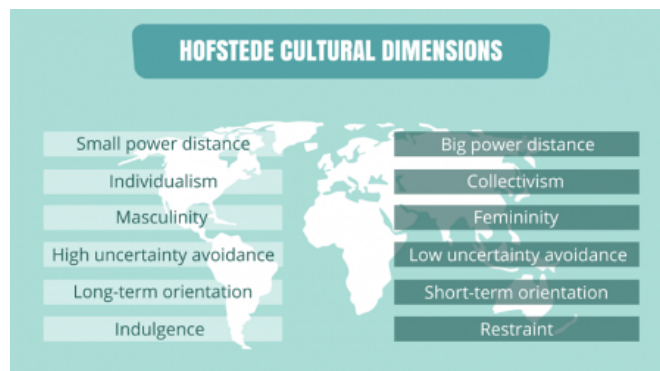 HOFSTEDE CULTURAL DIMENSIONS
Small power distance
Big power distance
Individualism
Collectivism
Masculinity
Femininity
High uncertainty avoidance
Low uncertainty avoidance
Long-term orientation
Short-term orientation
Indulgence
Restraint